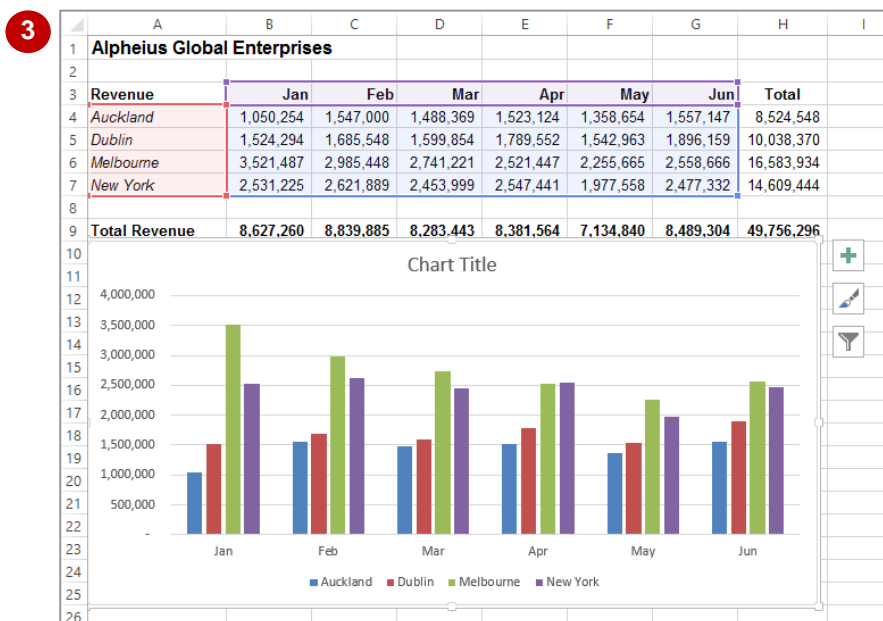 3
A B C D E F G H I
1 Alpheius Global Enterprises
2
3 Revenue Jan Feb Mar Apr May Jun Total
4 Auckland 1,050,254 1,547,000 1,488,369 1,523,124 1,358,654 1,557,147 8,524,548
5 Dublin 1,524,294 1,685,548 1,599,854 1,789,552 1,542,963 1,896,159 10,038,370
6 Melbourne 3,521,487 2,985,448 2,741,221 2,521,447 2,255,665 2,558,666 16,583,934
7 New York 2,531,225 2,621,889 2,453,999 2,547,441 1,977,558 2,477,332 14,609,444
8
9 Total Revenue 8,627,260 8,839,885 8,283,443 8,381,564 7,134,840 8,489,304 49,756,296
10
11
12
13
14
15
16
17
18
19
20
21
22
23
24
25
26
Chart Title
4,000,000
3,500,000
3,000,000
2,500,000
2,000,000
1,500,000
1,000,000
500,000
-
Jan Feb Mar Apr May Jun
Auckland Dublin Melbourne New York